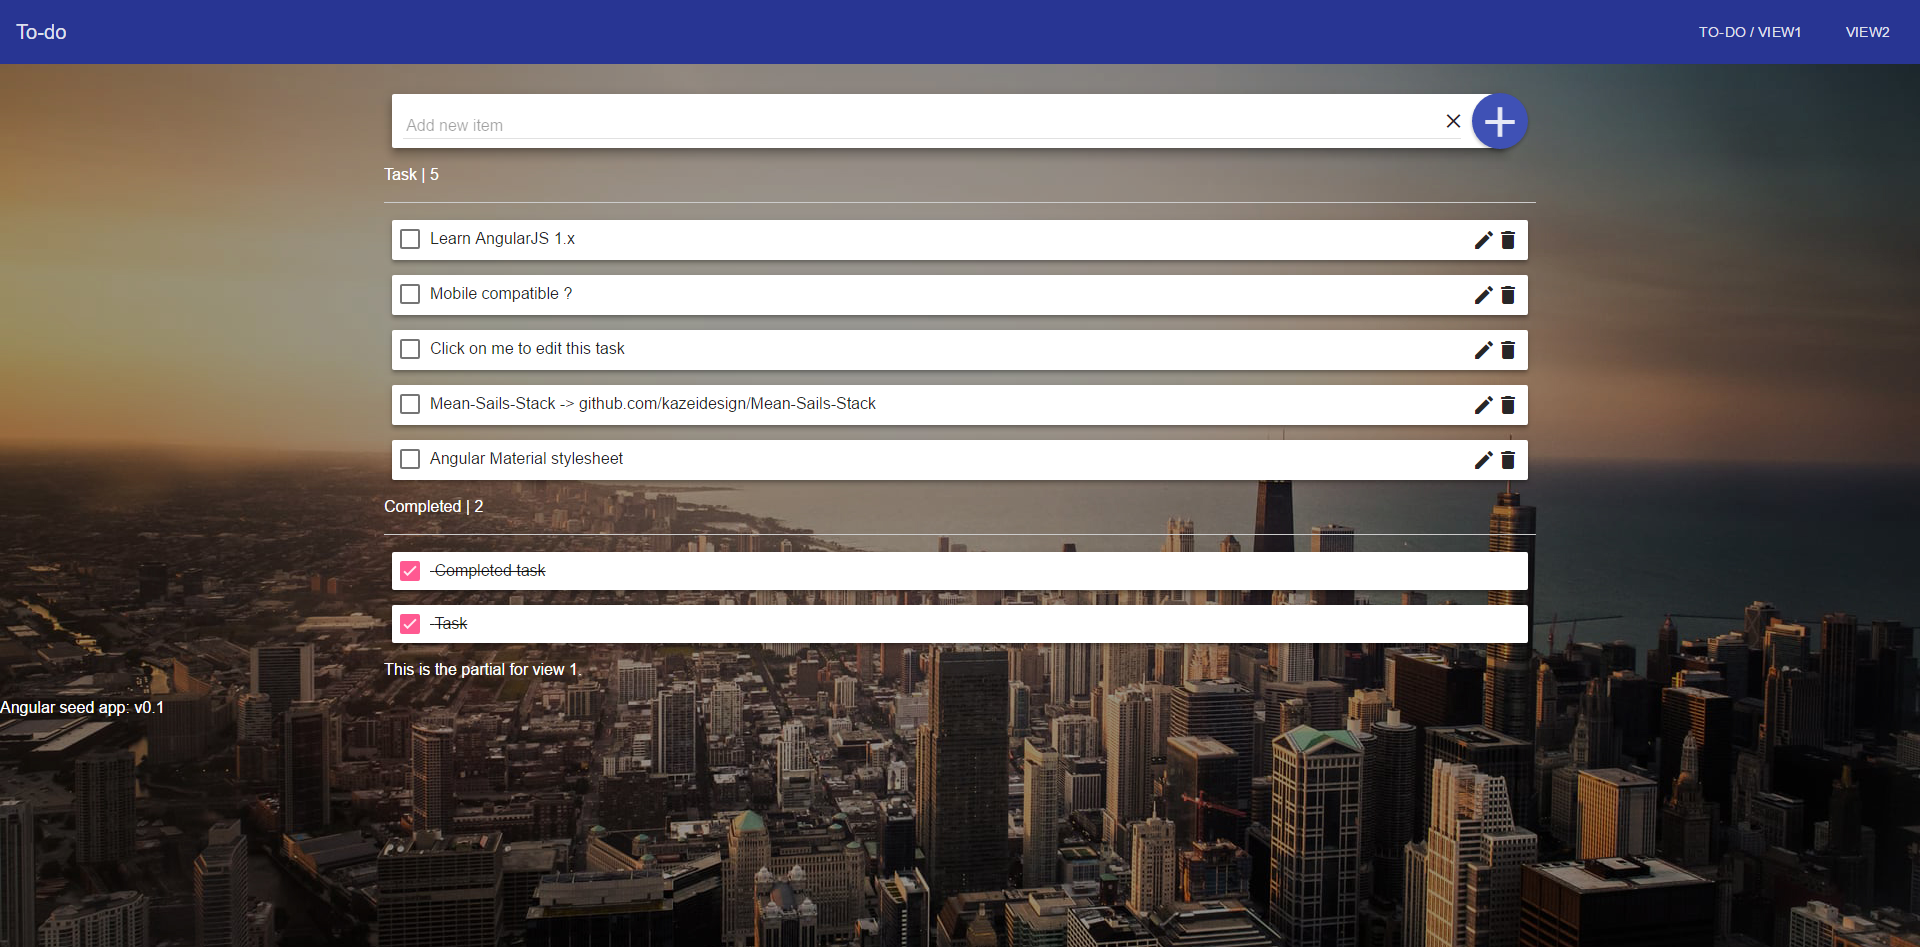 To-do
TO-DO / VIEW1
VIEW2
Add new item
Task | 5
Learn AngularJS 1.x
Mobile compatible ?
Click on me to edit this task
Mean-Sails-Stack -> github.com/kazeidesign/Mean-Sails-Stack
Angular Material stylesheet
Completed | 2
Completed task
Task
This is the partial for view 1.
Angular seed app: v0.1